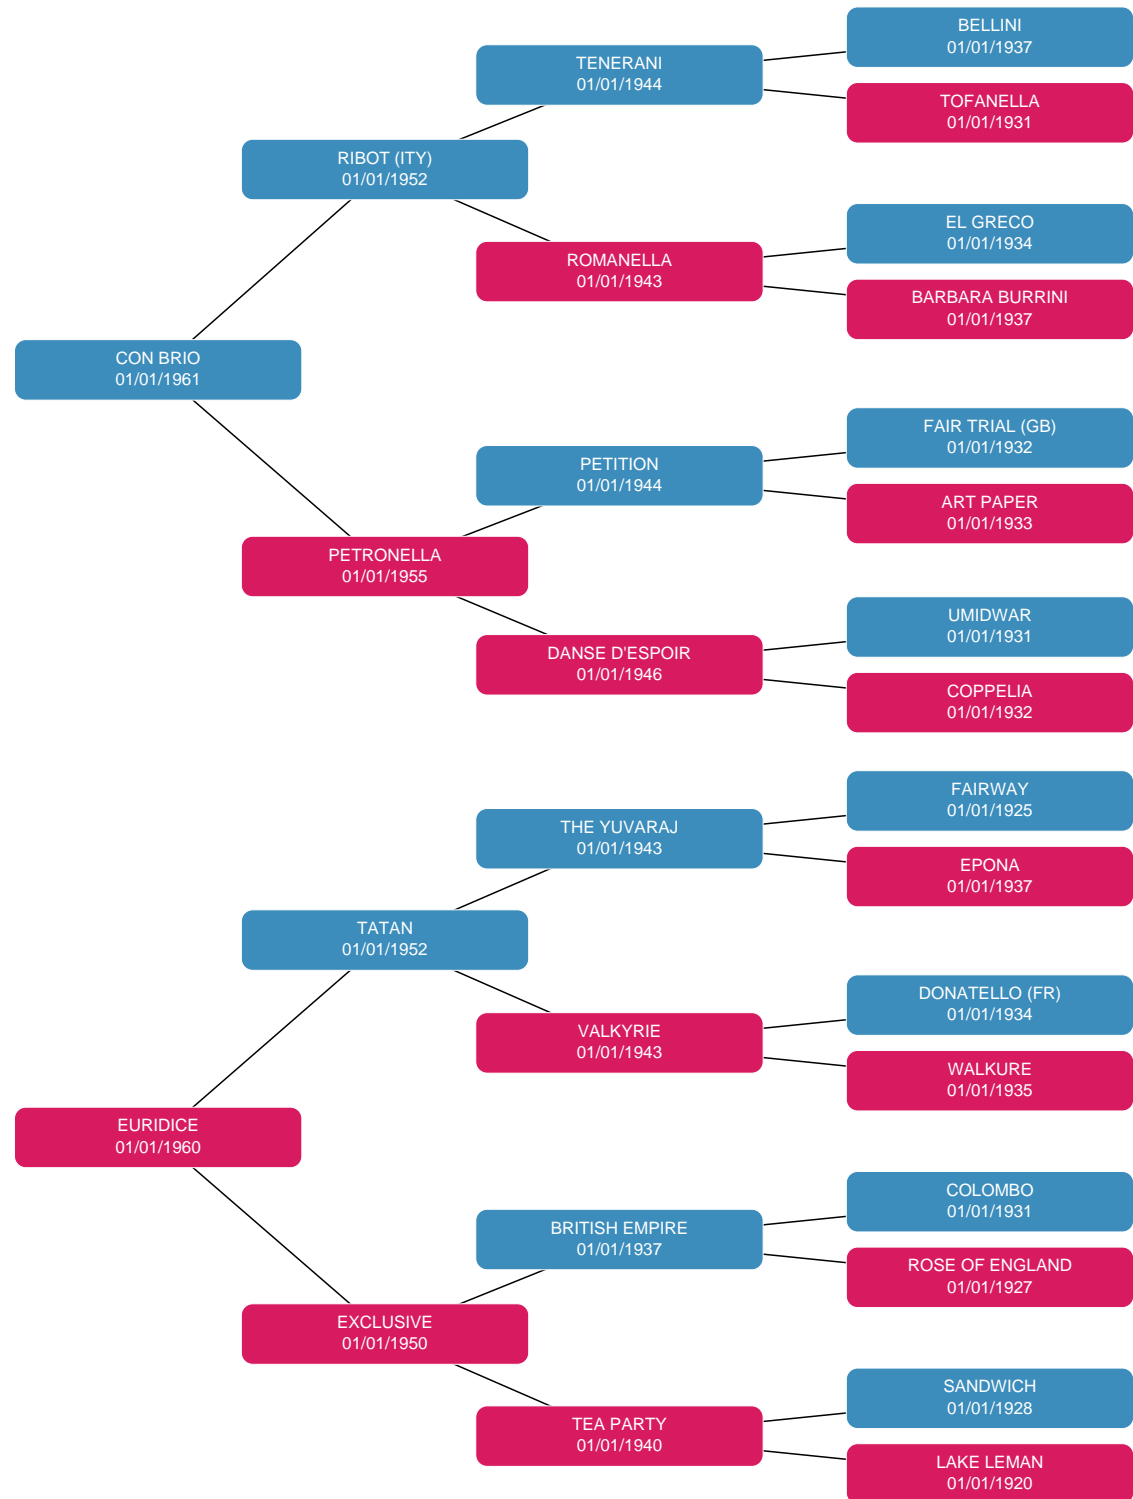 BELLINI
01/01/1937
TENERANI
01/01/1944
TOFANELLA
01/01/1931
RIBOT (ITY)
01/01/1952
EL GRECO
01/01/1934
ROMANELLA
01/01/1943
BARBARA BURRINI
01/01/1937
CON BRIO
01/01/1961
FAIR TRIAL (GB)
01/01/1932
PETITION
01/01/1944
ART PAPER
01/01/1933
PETRONELLA
01/01/1955
UMIDWAR
01/01/1931
DANSE D'ESPOIR
01/01/1946
COPPELIA
01/01/1932
FAIRWAY
01/01/1925
THE YUVARAJ
01/01/1943
EPONA
01/01/1937
TATAN
01/01/1952
DONATELLO (FR)
01/01/1934
VALKYRIE
01/01/1943
WALKURE
01/01/1935
EURIDICE
01/01/1960
COLOMBO
01/01/1931
BRITISH EMPIRE
01/01/1937
ROSE OF ENGLAND
01/01/1927
EXCLUSIVE
01/01/1950
SANDWICH
01/01/1928
TEA PARTY
01/01/1940
LAKE LEMAN
01/01/1920